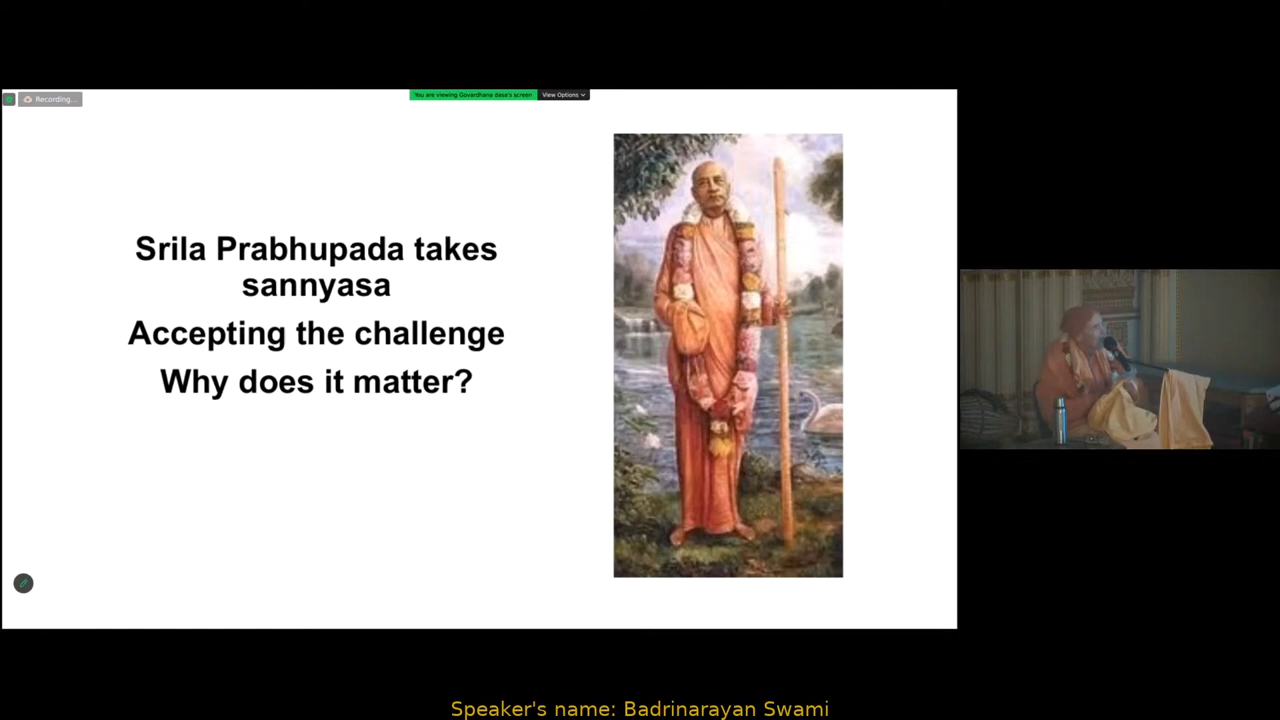 Recording...
You are viewing Govardhana dasa's screen View Options
Srila Prabhupada takes
sannyasa
Accepting the challenge
Why does it matter?
Speaker's name: Badrinarayan Swami